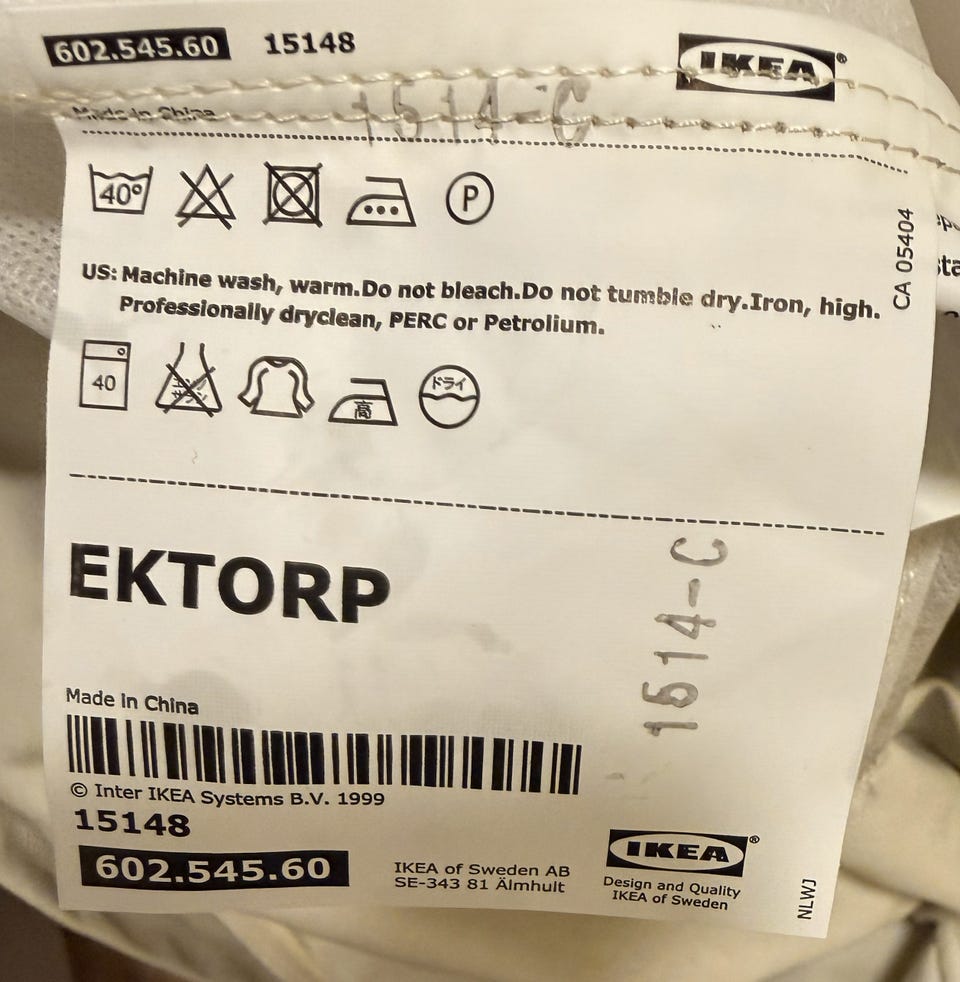 602.545.60 15148 IKEA®
Made in China
1514-C
40° P
CA 05404
US: Machine wash, warm.Do not bleach.Do not tumble dry.Iron, high.
Professionally dryclean, PERC or Petrolium.
40 高 ドライ
EKTORP
1514-C
Made in China
© Inter IKEA Systems B.V. 1999
15148
602.545.60
IKEA of Sweden AB
SE-343 81 Älmhult
IKEA®
Design and Quality
IKEA of Sweden
NLWJ